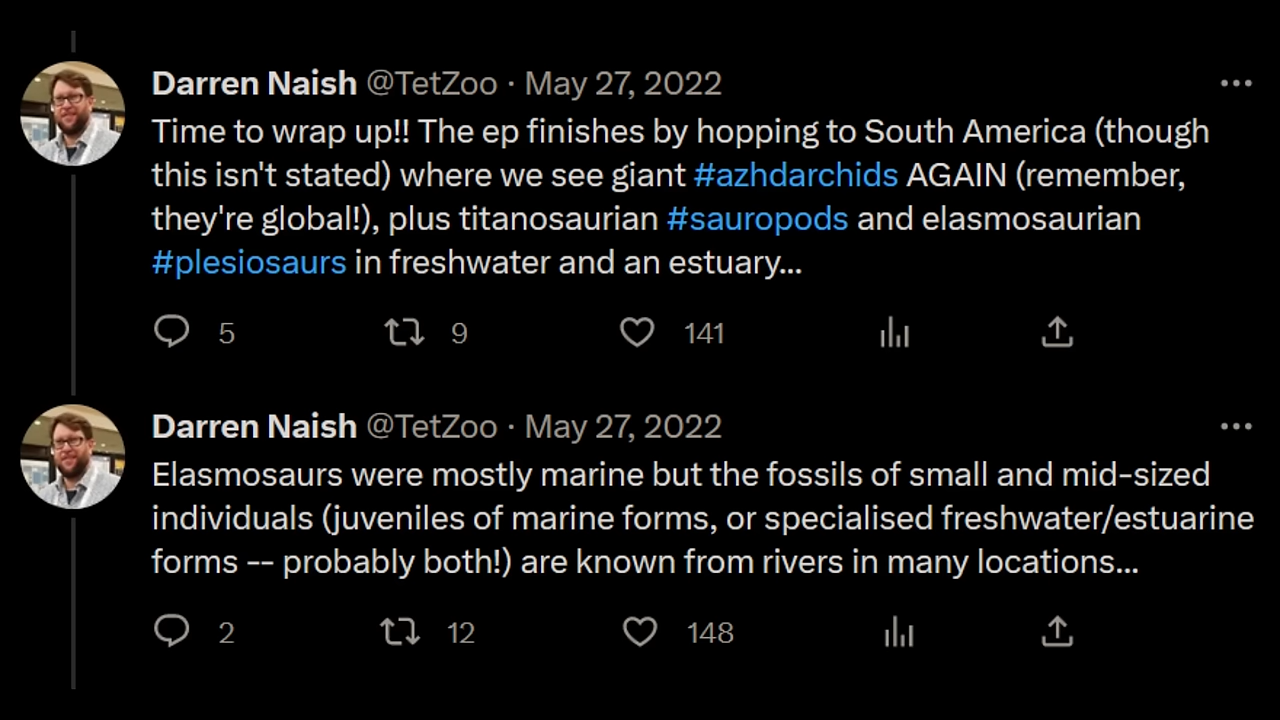 Darren Naish @TetZoo · May 27, 2022
Time to wrap up!! The ep finishes by hopping to South America (though
this isn't stated) where we see giant #azhdarchids AGAIN (remember,
they're global!), plus titanosaurian #sauropods and elasmosaurian
#plesiosaurs in freshwater and an estuary...
5 9 141
Darren Naish @TetZoo · May 27, 2022
Elasmosaurs were mostly marine but the fossils of small and mid-sized
individuals (juveniles of marine forms, or specialised freshwater/estuarine
forms -- probably both!) are known from rivers in many locations...
2 12 148